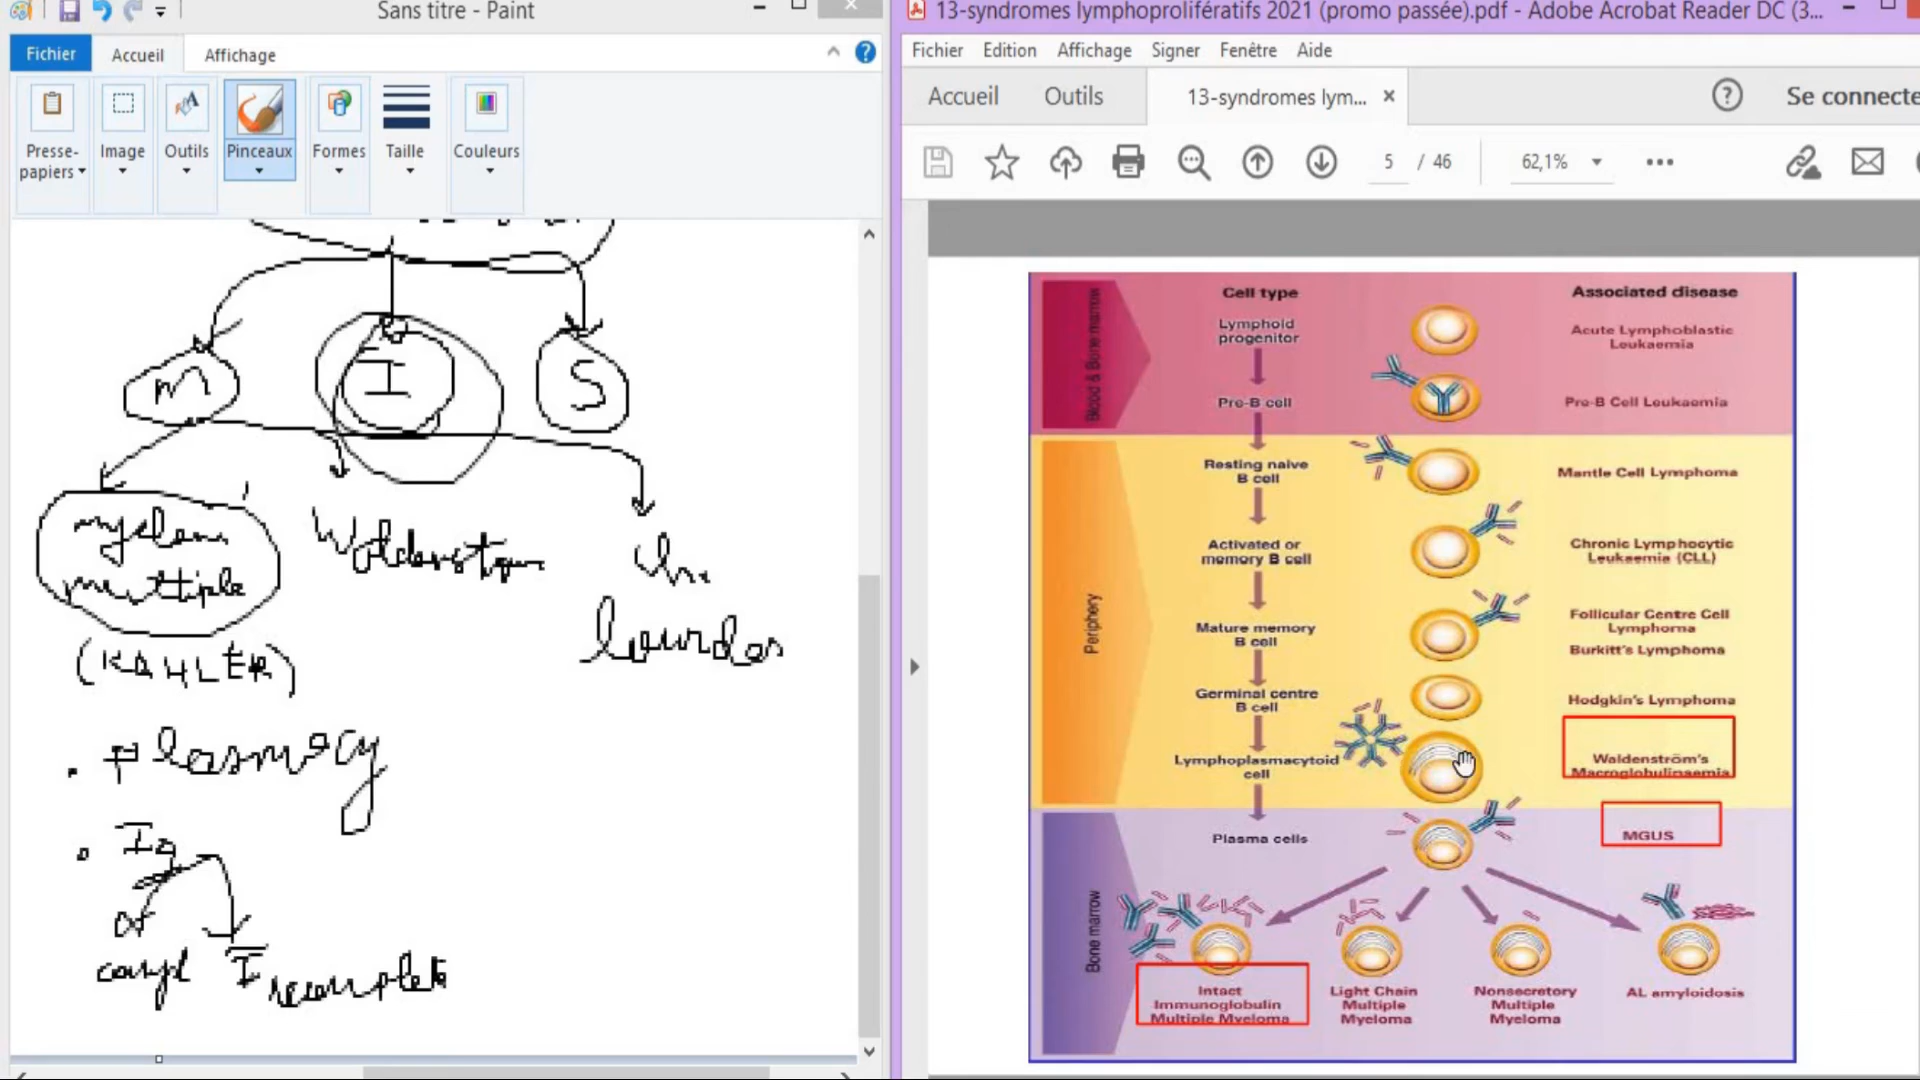 Sans titre - Paint
Fichier
Accueil
Affichage
Presse-
papiers
Image
Outils
Pinceaux
Formes
Taille
Couleurs
M
I
S
multiple
(KAHLER)
plasmocy
Ig
lourdes
Incomplète
13-syndromes lymphoprolifératifs 2021 (promo passée).pdf - Adobe Acrobat Reader DC (3...
Fichier Edition Affichage Signer Fenêtre Aide
Accueil
Outils
13-syndromes lym...
Se connecte
5 / 46
62,1%
Cell type
Associated disease
Blood & Bone marrow
Lymphoid
progenitor
Acute Lymphoblastic
Leukaemia
Pre-B cell
Pre-B Cell Leukaemia
Periphery
Resting naive
B cell
Mantle Cell Lymphoma
Activated or
memory B cell
Chronic Lymphocytic
Leukaemia (CLL)
Mature memory
B cell
Follicular Centre Cell
Lymphoma
Burkitt's Lymphoma
Germinal centre
B cell
Hodgkin's Lymphoma
Lymphoplasmacytoid
cell
Waldenström's
Macroglobulinaemia
Plasma cells
MGUS
Bone marrow
Intact
Immunoglobulin
Multiple Myeloma
Light Chain
Multiple
Myeloma
Nonsecretory
Multiple
Myeloma
AL amyloidosis